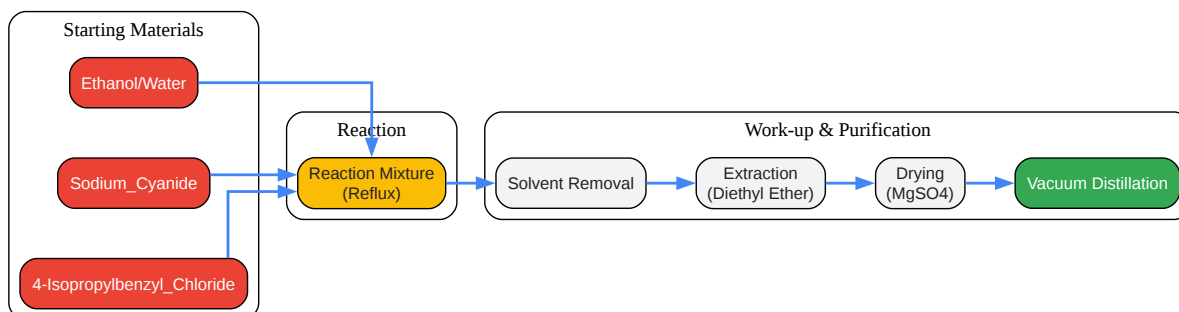 Starting Materials
Ethanol/Water
Sodium_Cyanide
4-Isopropylbenzyl_Chloride
Reaction
Reaction Mixture
(Reflux)
Work-up & Purification
Solvent Removal
Extraction
(Diethyl Ether)
Drying
(MgSO4)
Vacuum Distillation